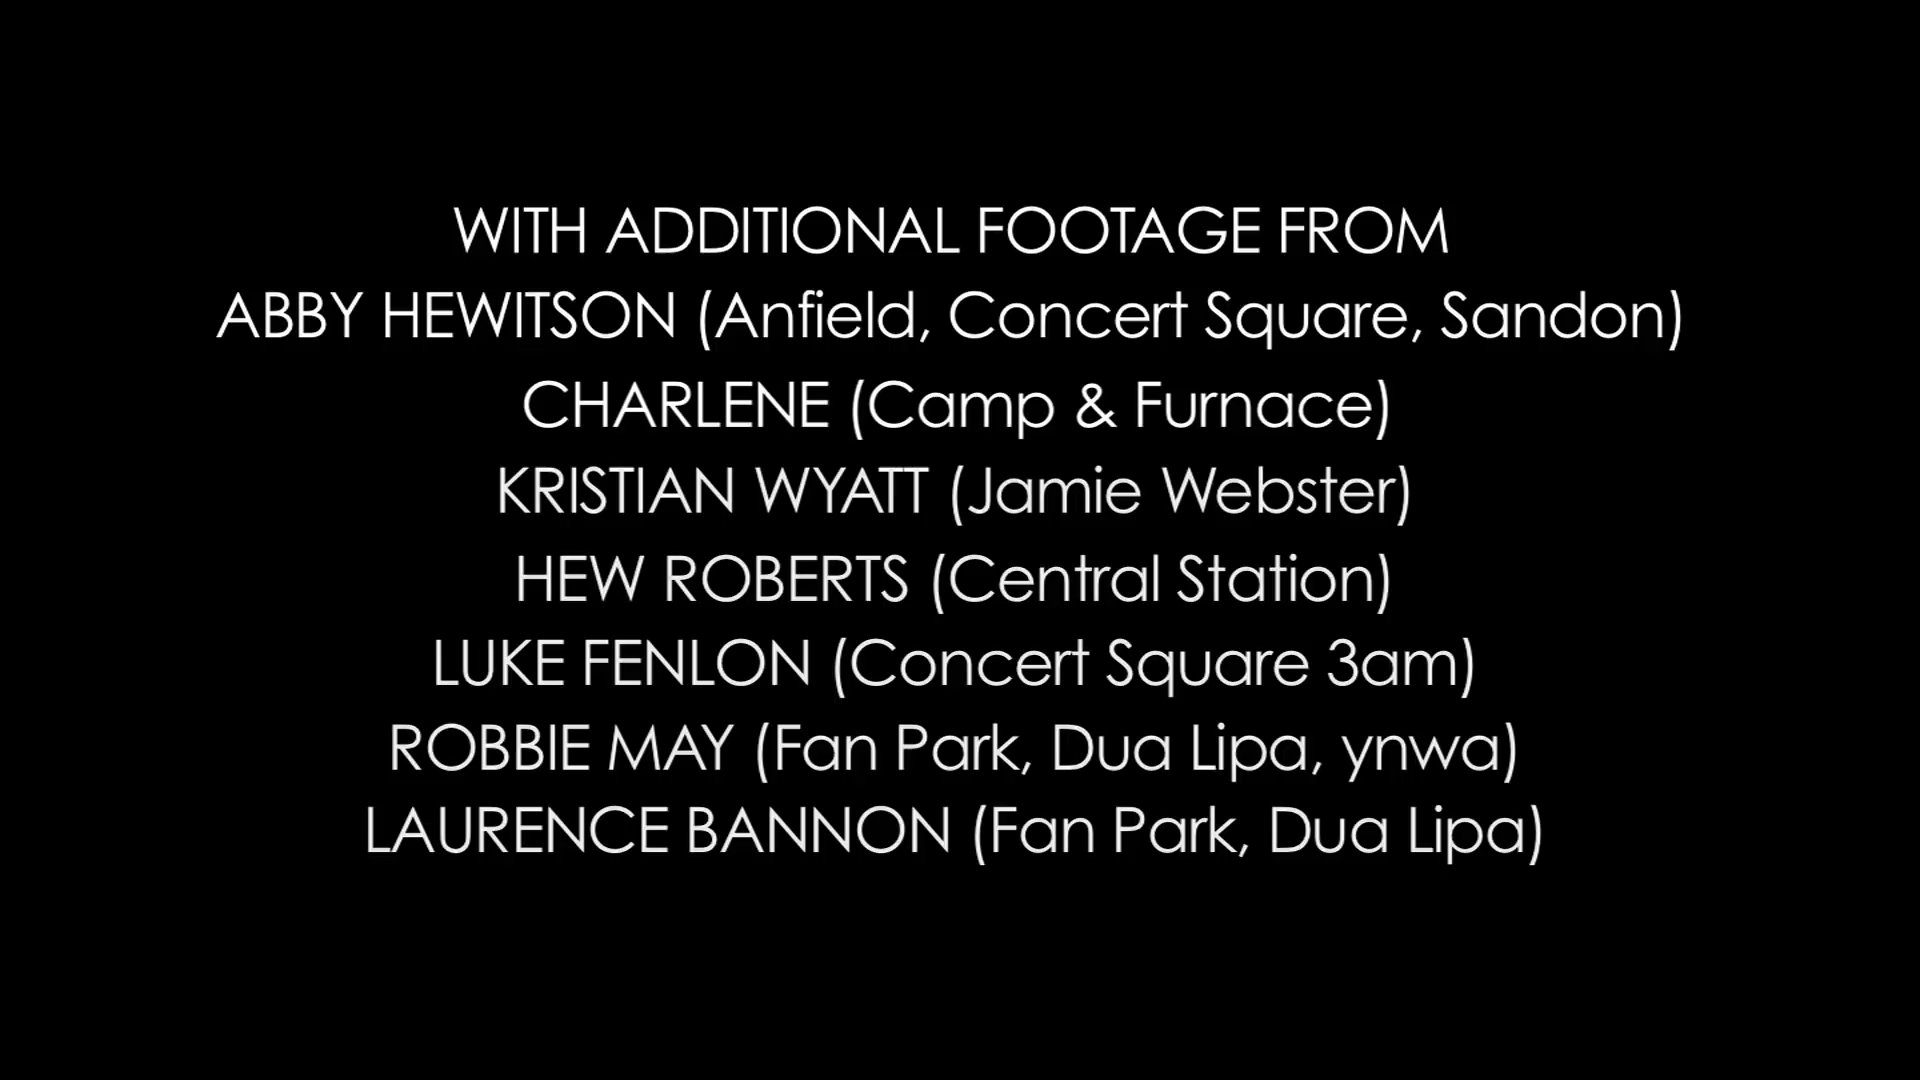 WITH ADDITIONAL FOOTAGE FROM
ABBY HEWITSON (Anfield, Concert Square, Sandon)
CHARLENE (Camp & Furnace)
KRISTIAN WYATT (Jamie Webster)
HEW ROBERTS (Central Station)
LUKE FENLON (Concert Square 3am)
ROBBIE MAY (Fan Park, Dua Lipa, ynwa)
LAURENCE BANNON (Fan Park, Dua Lipa)